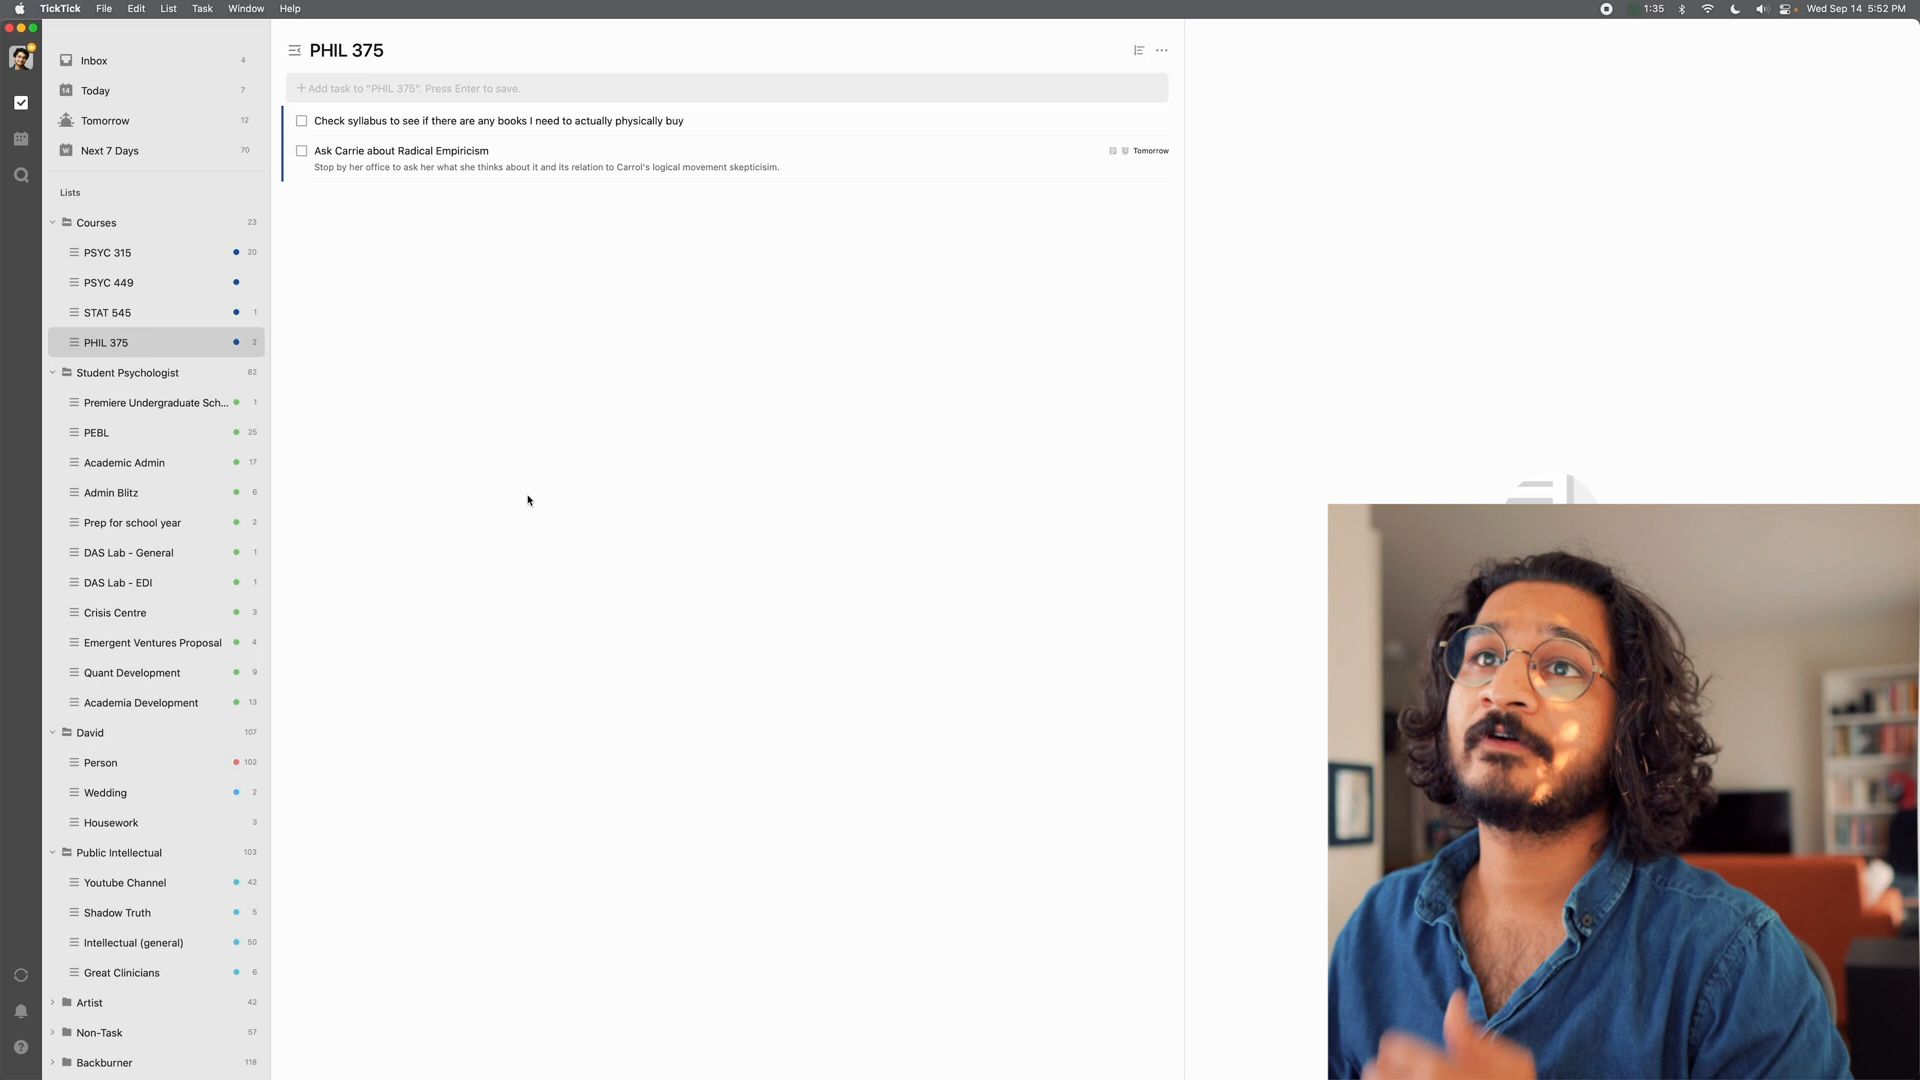 TickTick File Edit List Task Window Help
1:35 Wed Sep 14 5:52 PM
Inbox 4
14 Today 7
Tomorrow 12
W Next 7 Days 70
Lists
Courses 23
PSYC 315 20
PSYC 449
STAT 545 1
PHIL 375 2
Student Psychologist 82
Premiere Undergraduate Sch... 1
PEBL 25
Academic Admin 17
Admin Blitz 6
Prep for school year 2
DAS Lab - General 1
DAS Lab - EDI 1
Crisis Centre 3
Emergent Ventures Proposal 4
Quant Development 9
Academia Development 13
David 107
Person 102
Wedding 2
Housework 3
Public Intellectual 103
Youtube Channel 42
Shadow Truth 5
Intellectual (general) 50
Great Clinicians 6
Artist 42
Non-Task 57
Backburner 118
PHIL 375
+ Add task to "PHIL 375". Press Enter to save.
Check syllabus to see if there are any books I need to actually physically buy
Ask Carrie about Radical Empiricism Tomorrow
Stop by her office to ask her what she thinks about it and its relation to Carrol's logical movement skepticisim.